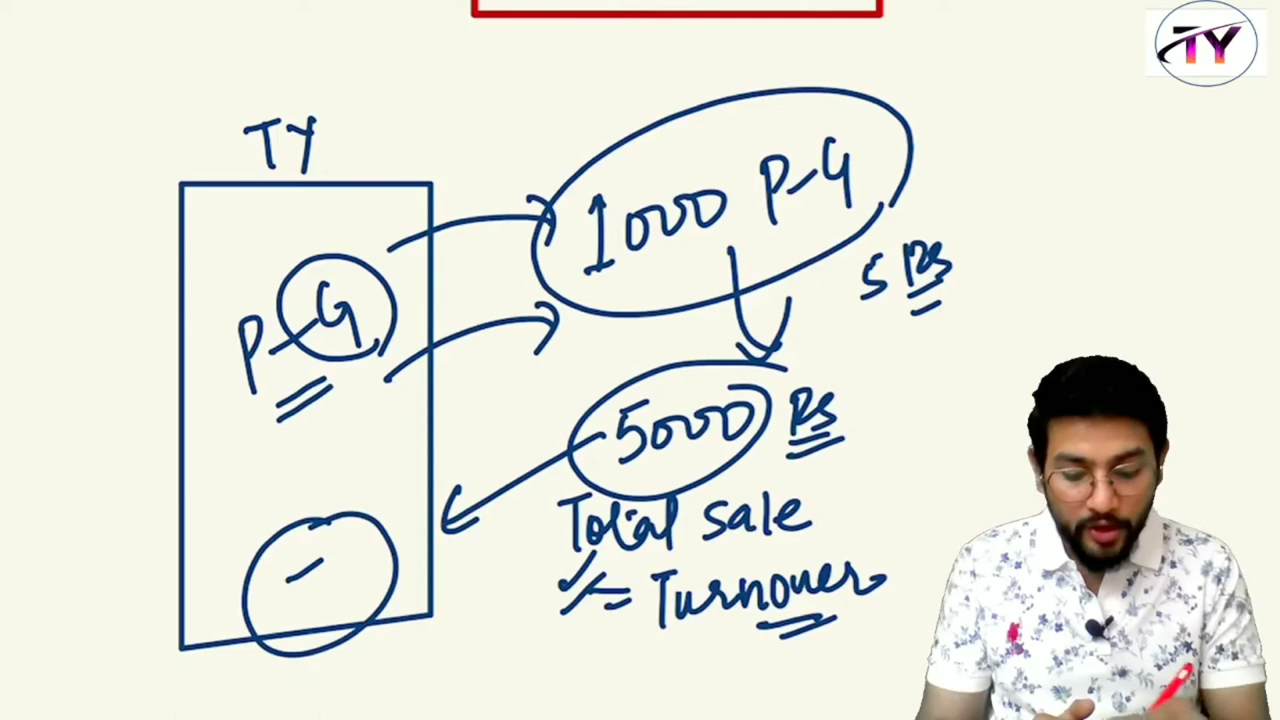 TY
TY
1000 P-G
5 Rs
P-G
5000 Rs
Total Sale
= Turnover